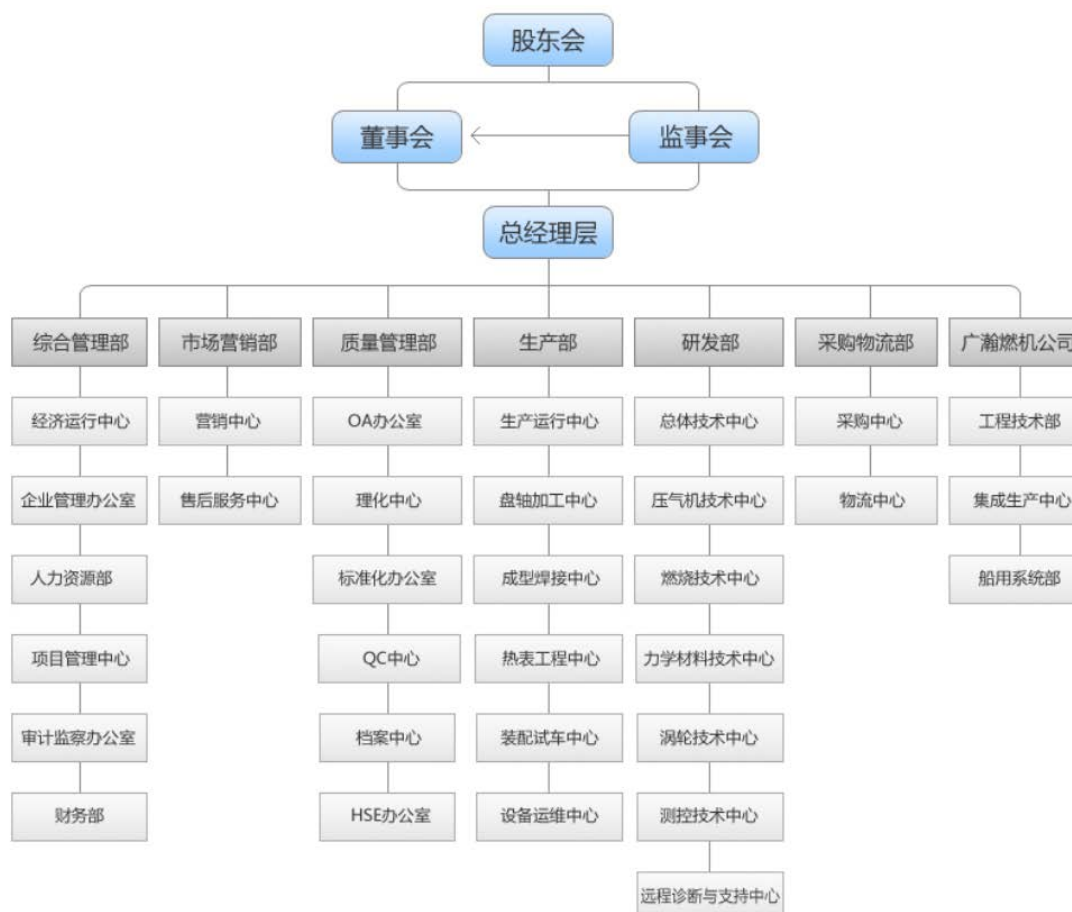 股东会
董事会
监事会
总经理层
综合管理部
市场营销部
质量管理部
生产部
研发部
采购物流部
广瀚燃机公司
经济运行中心
营销中心
OA办公室
生产运行中心
总体技术中心
采购中心
工程技术部
企业管理办公室
售后服务中心
理化中心
盘轴加工中心
压气机技术中心
物流中心
集成生产中心
人力资源部
标准化办公室
成型焊接中心
燃烧技术中心
船用系统部
项目管理中心
QC中心
热表工程中心
力学材料技术中心
审计监察办公室
档案中心
装配试车中心
涡轮技术中心
财务部
HSE办公室
设备运维中心
测控技术中心
远程诊断与支持中心